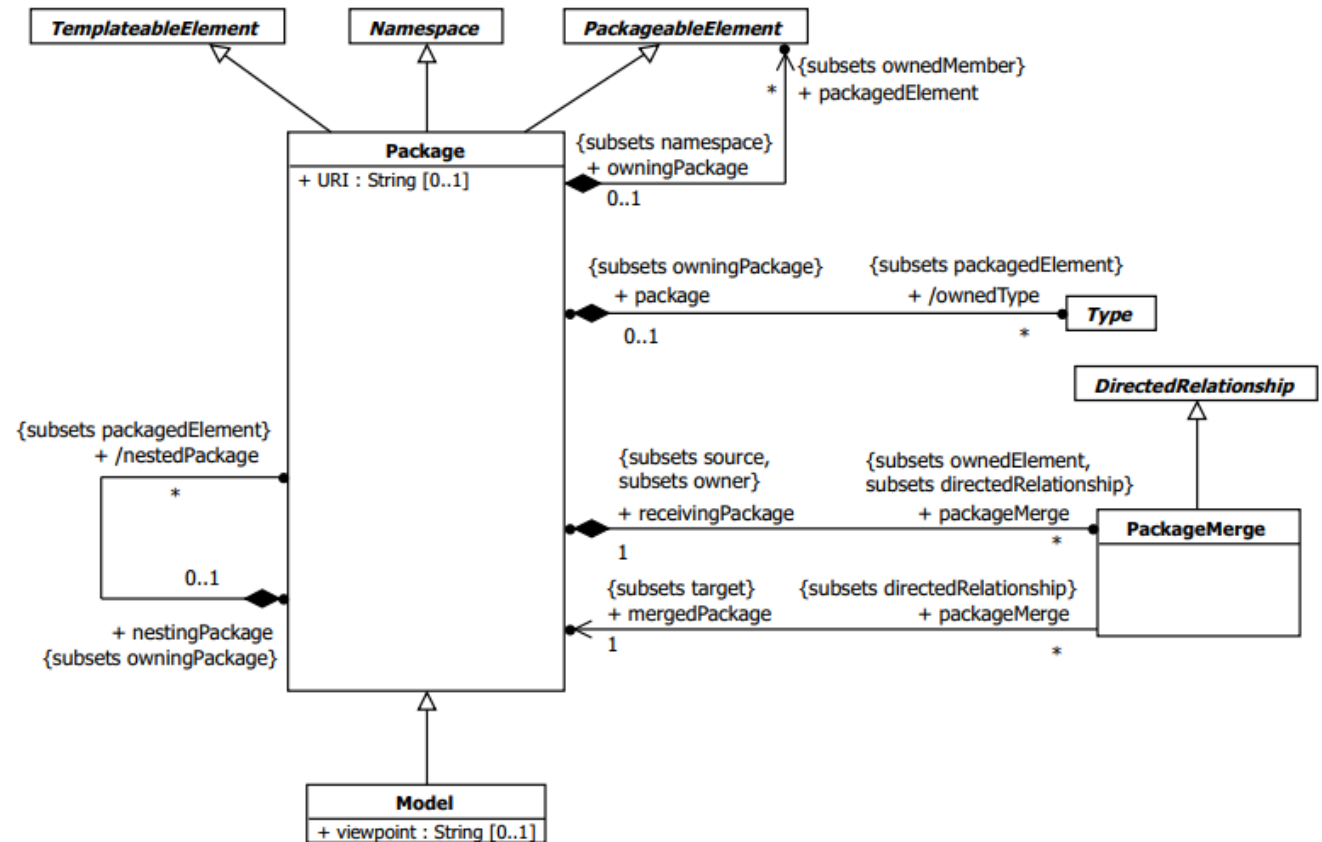 TemplateableElement
Namespace
PackageableElement
{subsets ownedMember}
* + packagedElement
Package
+ URI : String [0..1]
{subsets namespace}
+ owningPackage
0..1
{subsets owningPackage}
{subsets packagedElement}
+ package
+ /ownedType
0..1
*
Type
DirectedRelationship
{subsets packagedElement}
+ /nestedPackage
*
0..1
+ nestingPackage
{subsets owningPackage}
{subsets source,
subsets owner}
+ receivingPackage
1
{subsets ownedElement,
subsets directedRelationship}
+ packageMerge
*
PackageMerge
{subsets target}
+ mergedPackage
1
{subsets directedRelationship}
+ packageMerge
*
Model
+ viewpoint : String [0..1]